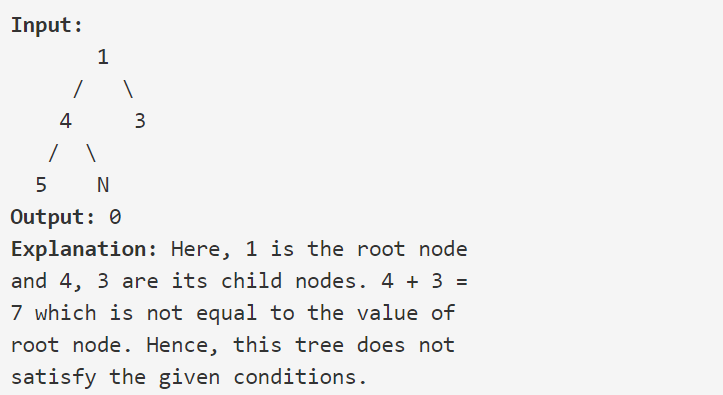 Input:
1
/ \
4 3
/ \
5 N
Output: 0
Explanation: Here, 1 is the root node
and 4, 3 are its child nodes. 4 + 3 =
7 which is not equal to the value of
root node. Hence, this tree does not
satisfy the given conditions.